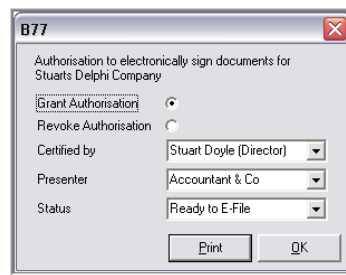 B77
Authorisation to electronically sign documents for
Stuarts Delphi Company
Grant Authorisation
Revoke Authorisation
Certified by Stuart Doyle (Director)
Presenter Accountant & Co
Status Ready to E-File
Print OK